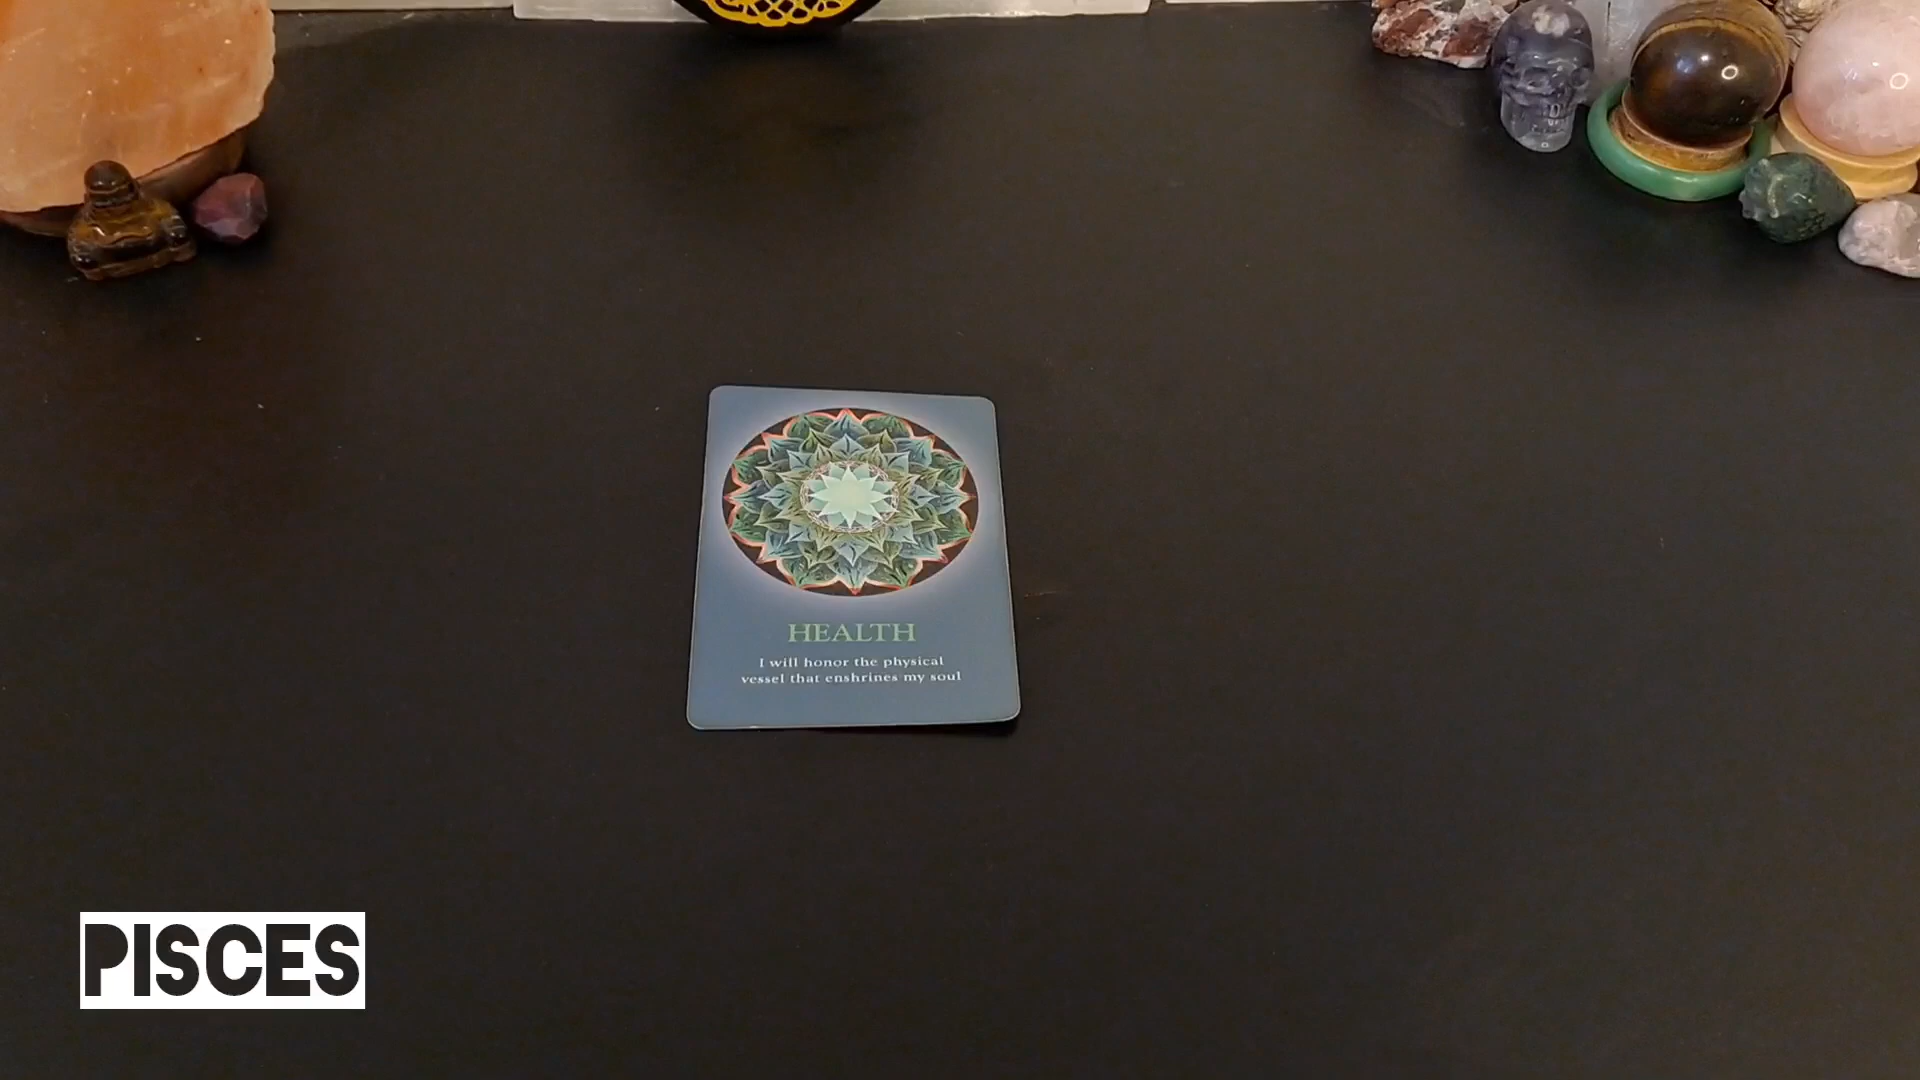 HEALTH
I will honor the physical
vessel that enshrines my soul
PISCES